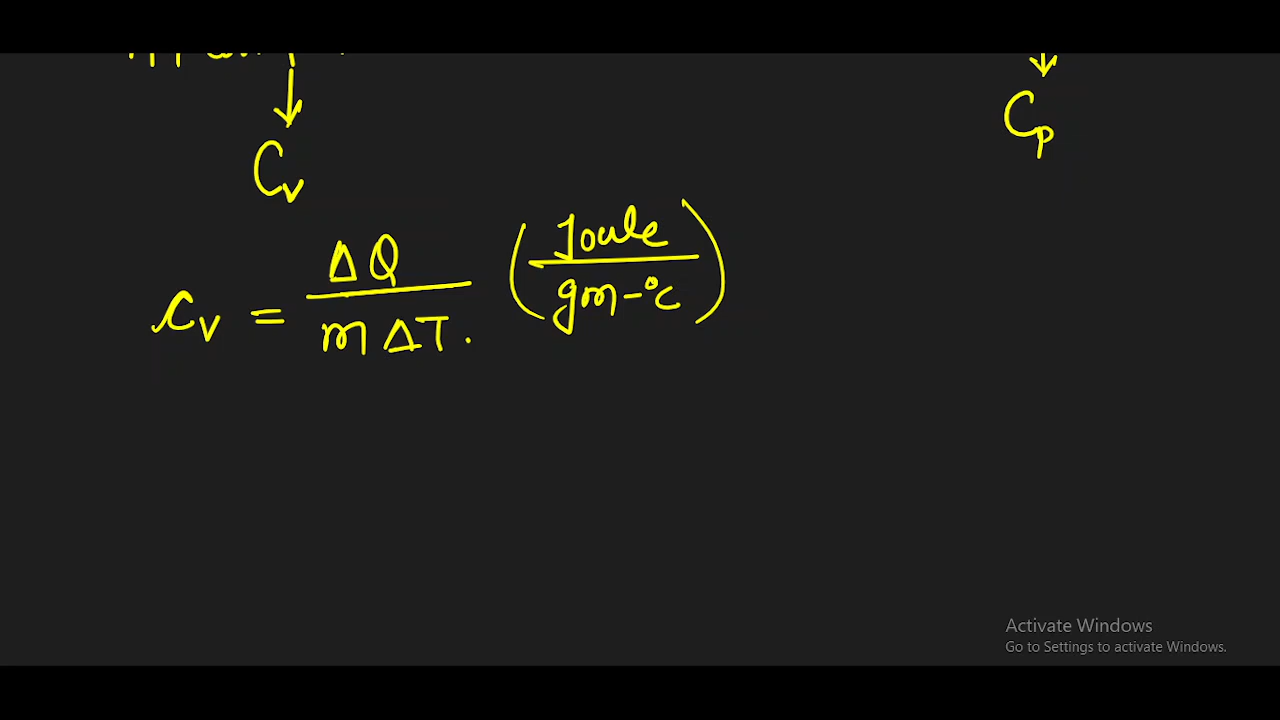 Cv
Cp
cv = ΔQ / mΔT. (Joule / gm-°c)
Activate Windows
Go to Settings to activate Windows.